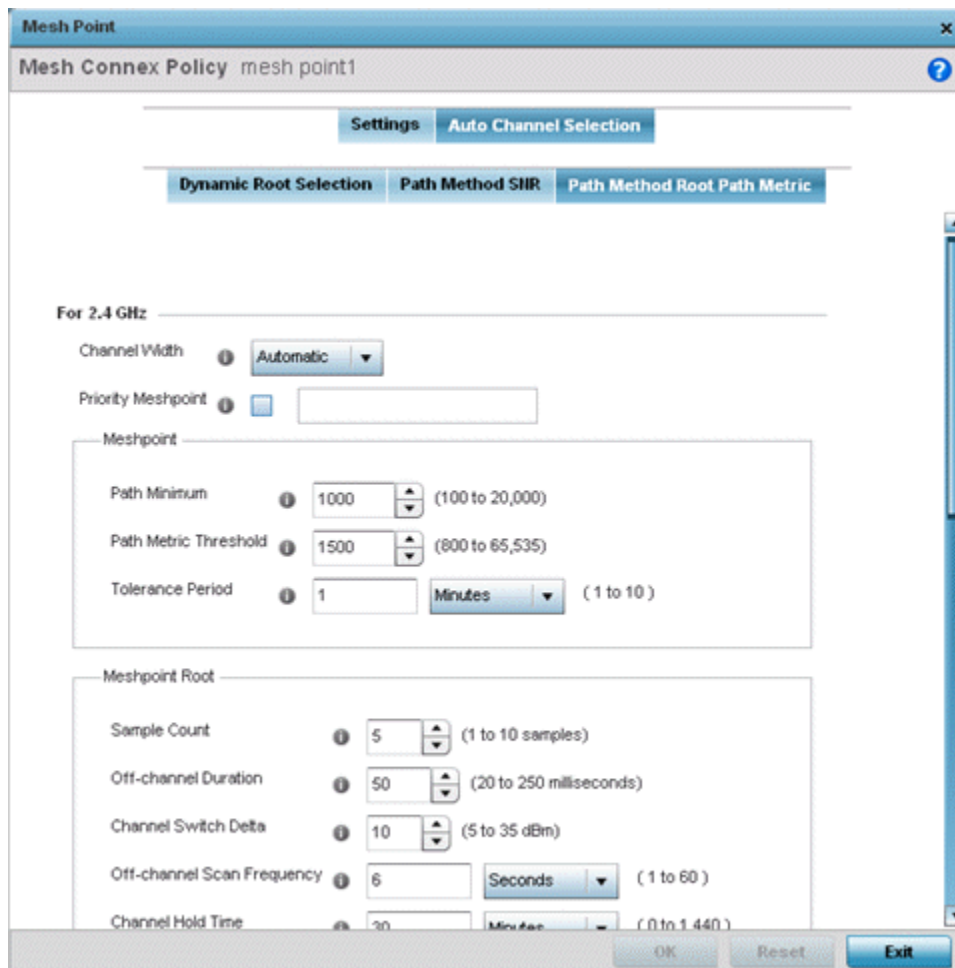 Mesh Point
Mesh Connex Policy mesh point1
Settings Auto Channel Selection
Dynamic Root Selection Path Method SNR Path Method Root Path Metric
For 2.4 GHz
Channel Width Automatic
Priority Meshpoint
Meshpoint
Path Minimum 1000 (100 to 20,000)
Path Metric Threshold 1500 (800 to 65,535)
Tolerance Period 1 Minutes ( 1 to 10 )
Meshpoint Root
Sample Count 5 (1 to 10 samples)
Off-channel Duration 50 (20 to 250 milliseconds)
Channel Switch Delta 10 (5 to 35 dBm)
Off-channel Scan Frequency 6 Seconds ( 1 to 60 )
Channel Hold Time 30 Minutes ( 0 to 1,440 )
OK Reset Exit